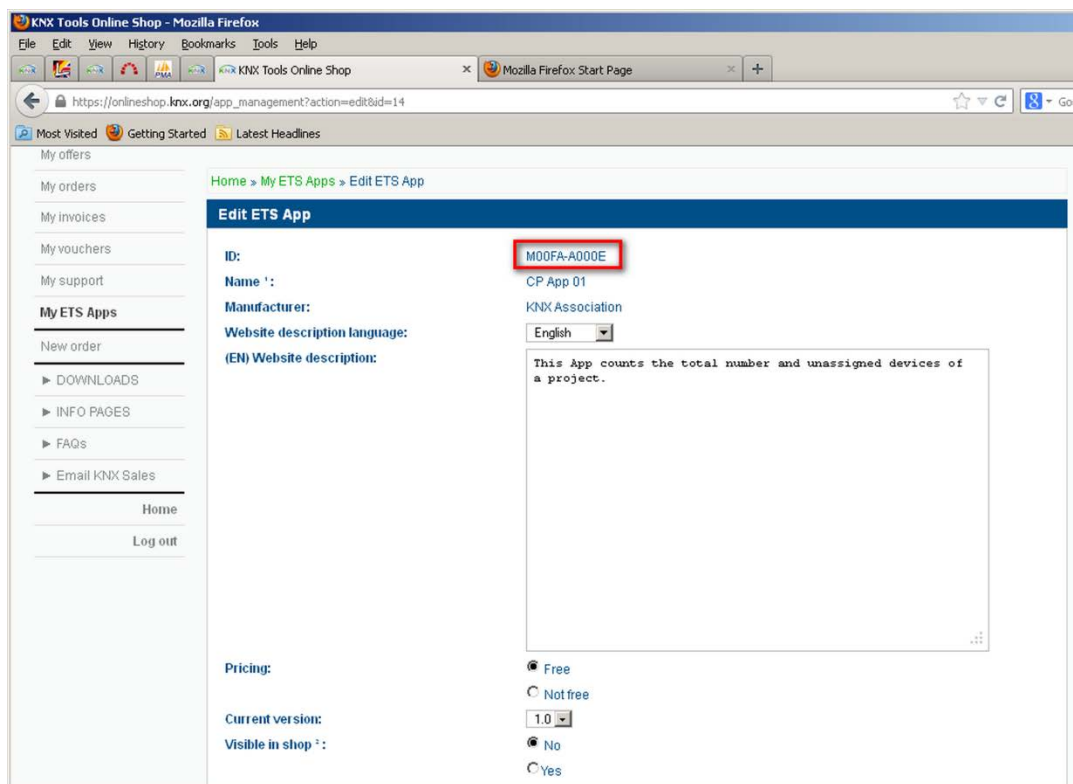 KNX Tools Online Shop - Mozilla Firefox
File Edit View History Bookmarks Tools Help
KNX Tools Online Shop × Mozilla Firefox Start Page × +
https://onlineshop.knx.org/app_management?action=edit&id=14
Most Visited Getting Started Latest Headlines
My offers
My orders
My invoices
My vouchers
My support
My ETS Apps
New order
► DOWNLOADS
► INFO PAGES
► FAQs
► Email KNX Sales
Home
Log out
Home » My ETS Apps » Edit ETS App
Edit ETS App
ID: M00FA-A000E
Name ¹: CP App 01
Manufacturer: KNX Association
Website description language: English
(EN) Website description: This App counts the total number and unassigned devices of
a project.
Pricing: Free
Not free
Current version: 1.0
Visible in shop ²: No
Yes